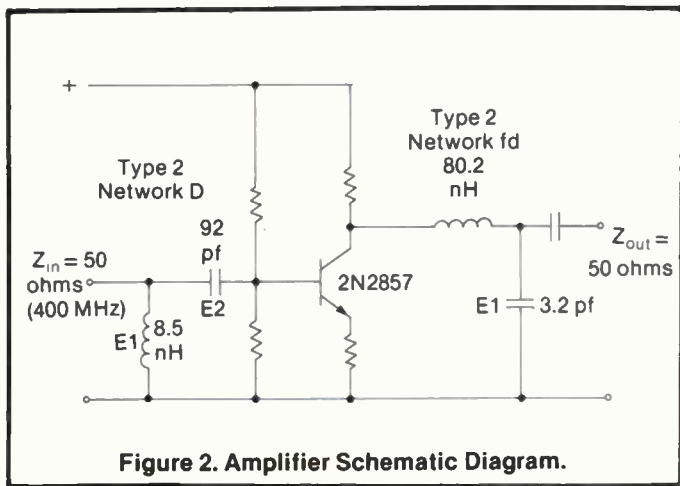 +
Type 2
Network fd
80.2
nH
Type 2
Network D
92
pf
E2
Z_in = 50
ohms
(400 MHz)
E1
8.5
nH
2N2857
Z_out =
50 ohms
E1
3.2 pf
Figure 2. Amplifier Schematic Diagram.